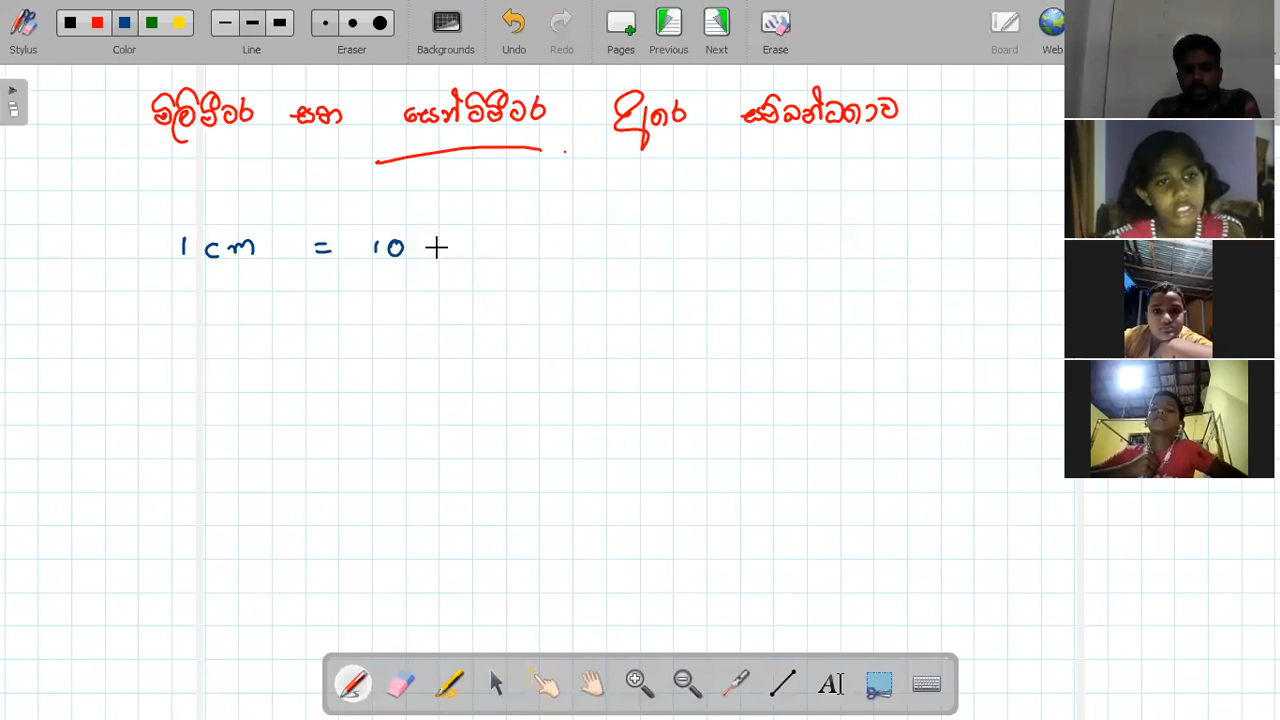 Stylus Color Line Eraser Backgrounds Undo Redo Pages Previous Next Erase Board Web
මිලිමීටර සහ සෙන්ටිමීටර අතර සම්බන්ධතාව
1 cm = 10